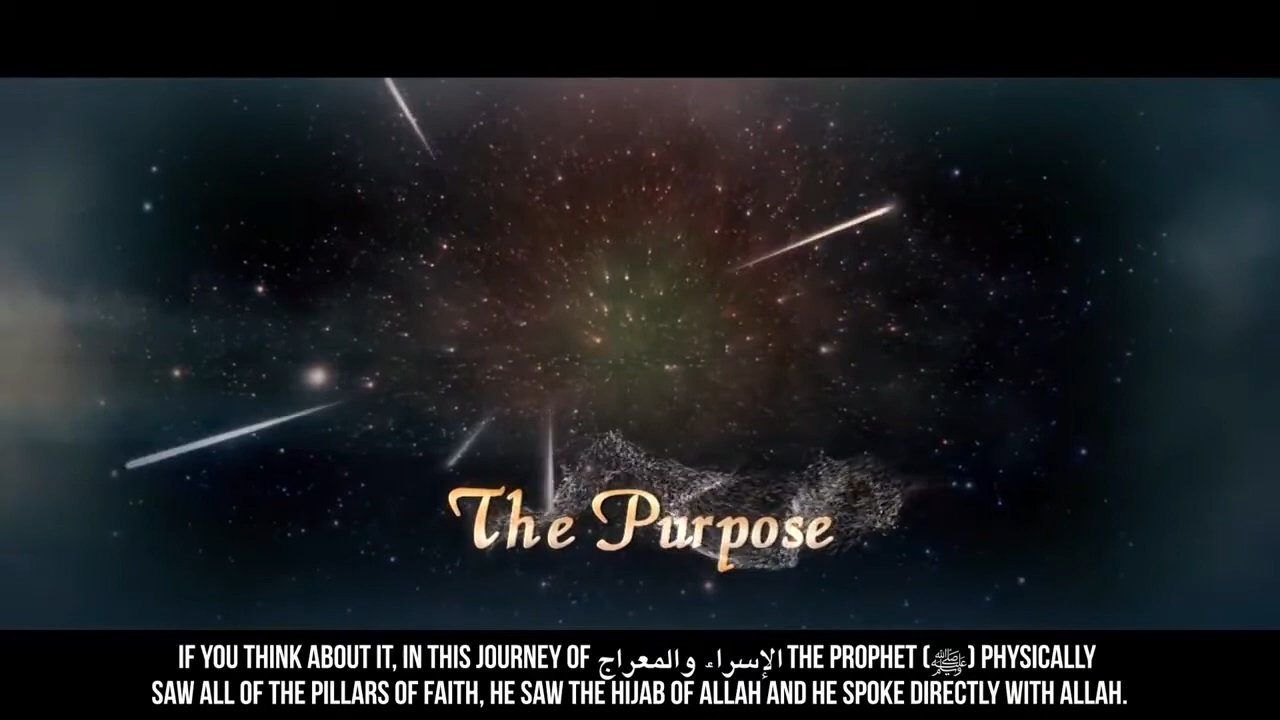 The Purpose
IF YOU THINK ABOUT IT, IN THIS JOURNEY OF الإسراء والمعراج THE PROPHET (ﷺ) PHYSICALLY
SAW ALL OF THE PILLARS OF FAITH, HE SAW THE HIJAB OF ALLAH AND HE SPOKE DIRECTLY WITH ALLAH.